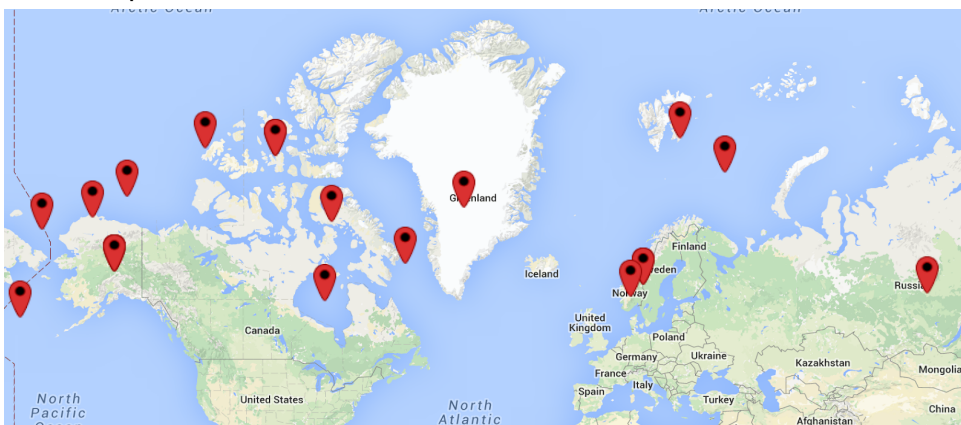 Arctic Ocean
Arctic Ocean
Greenland
Finland
Sweden
Iceland
Russia
Norway
United
Kingdom
Canada
Poland
Germany
Ukraine
Kazakhstan
France
Mongolia
Italy
Spain
United States
Turkey
North
Pacific
North
Atlantic
China
Afghanistan